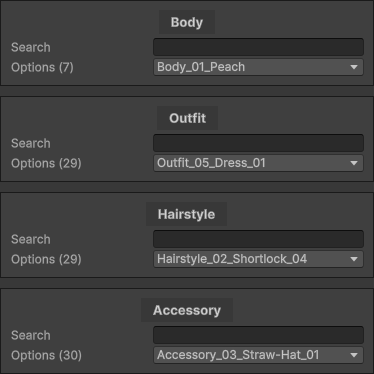 Body
Search
Options (7) Body_01_Peach
Outfit
Search
Options (29) Outfit_05_Dress_01
Hairstyle
Search
Options (29) Hairstyle_02_Shortlock_04
Accessory
Search
Options (30) Accessory_03_Straw-Hat_01